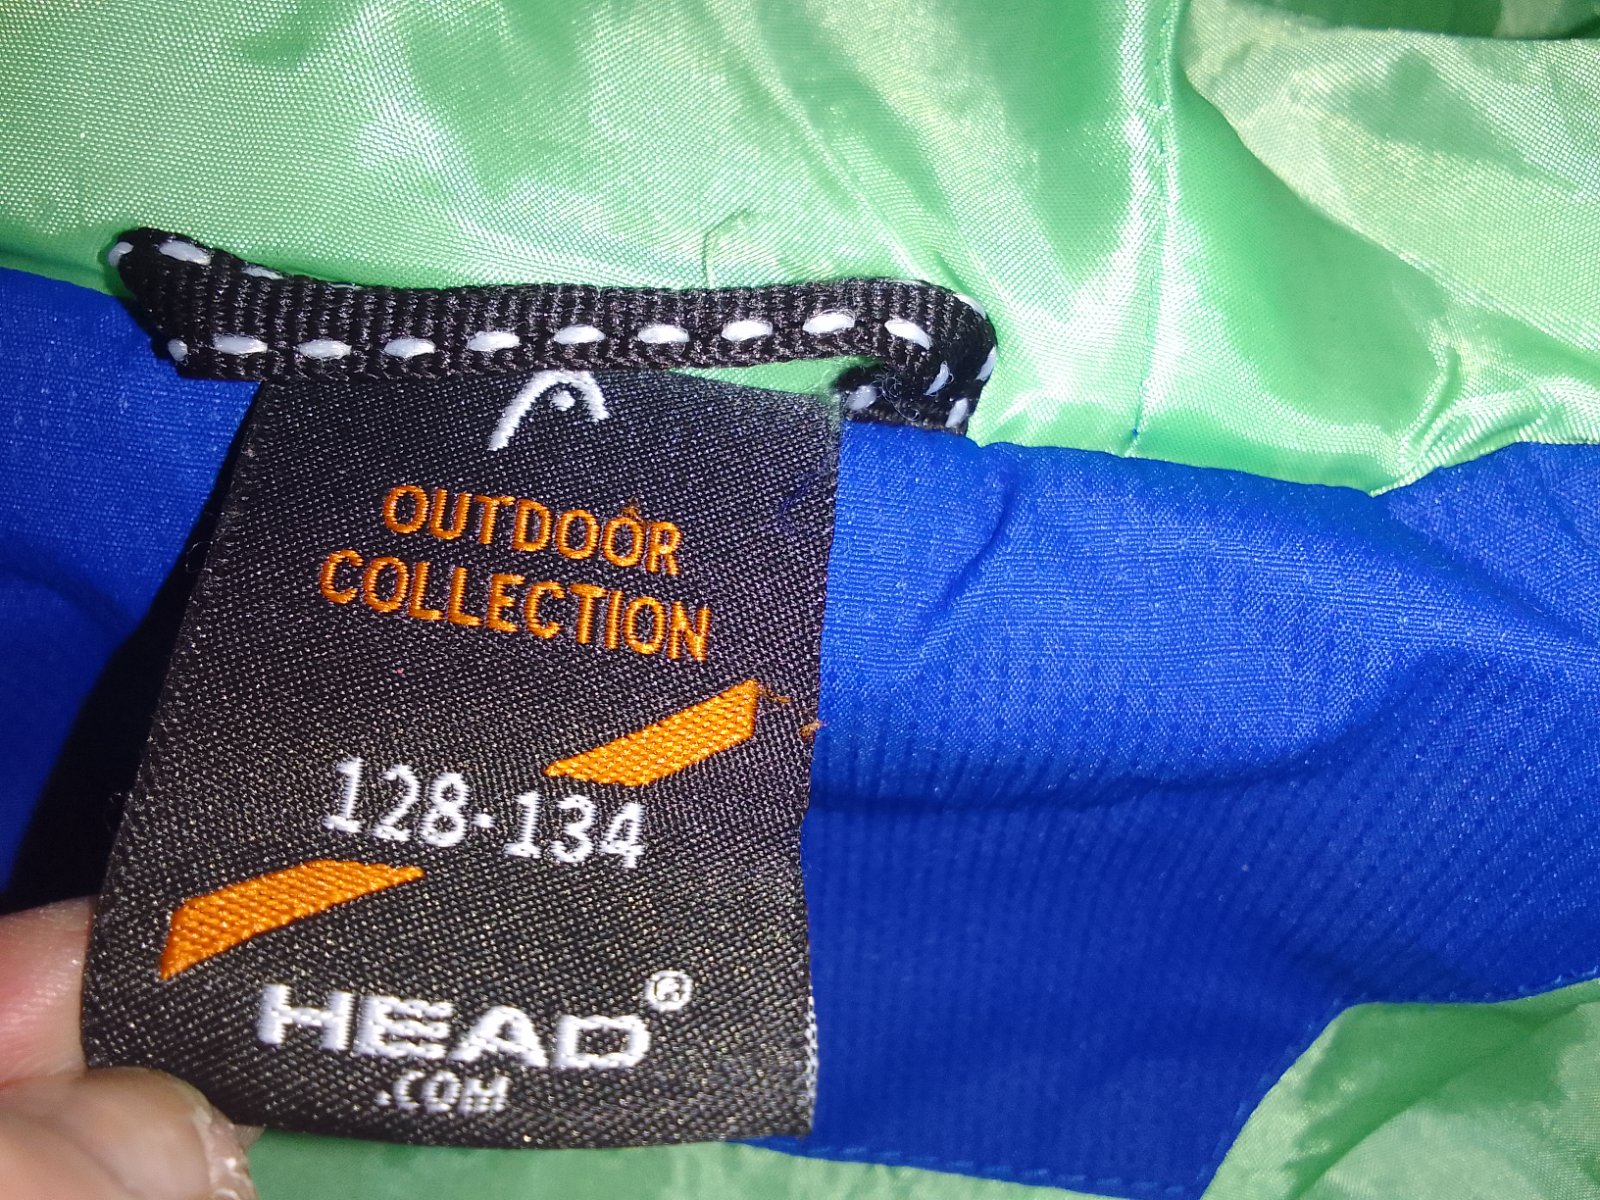 OUTDOOR
COLLECTION
128-134
HEAD®
.COM